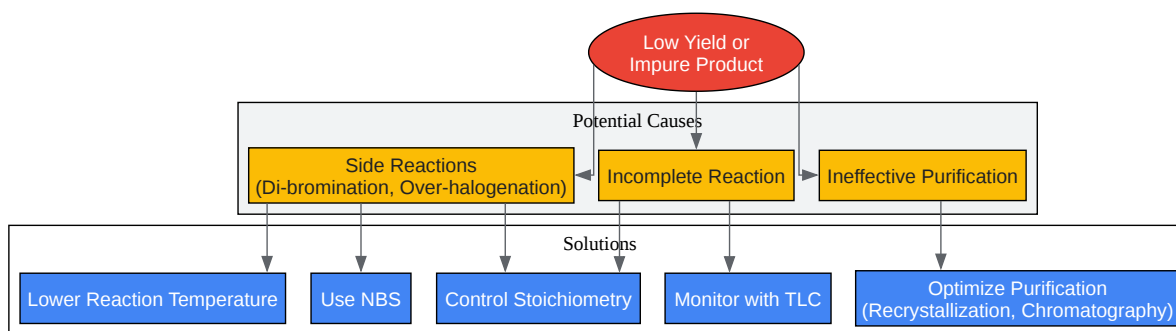 Low Yield or
Impure Product
Potential Causes
Side Reactions
(Di-bromination, Over-halogenation)
Incomplete Reaction
Ineffective Purification
Solutions
Lower Reaction Temperature
Use NBS
Control Stoichiometry
Monitor with TLC
Optimize Purification
(Recrystallization, Chromatography)